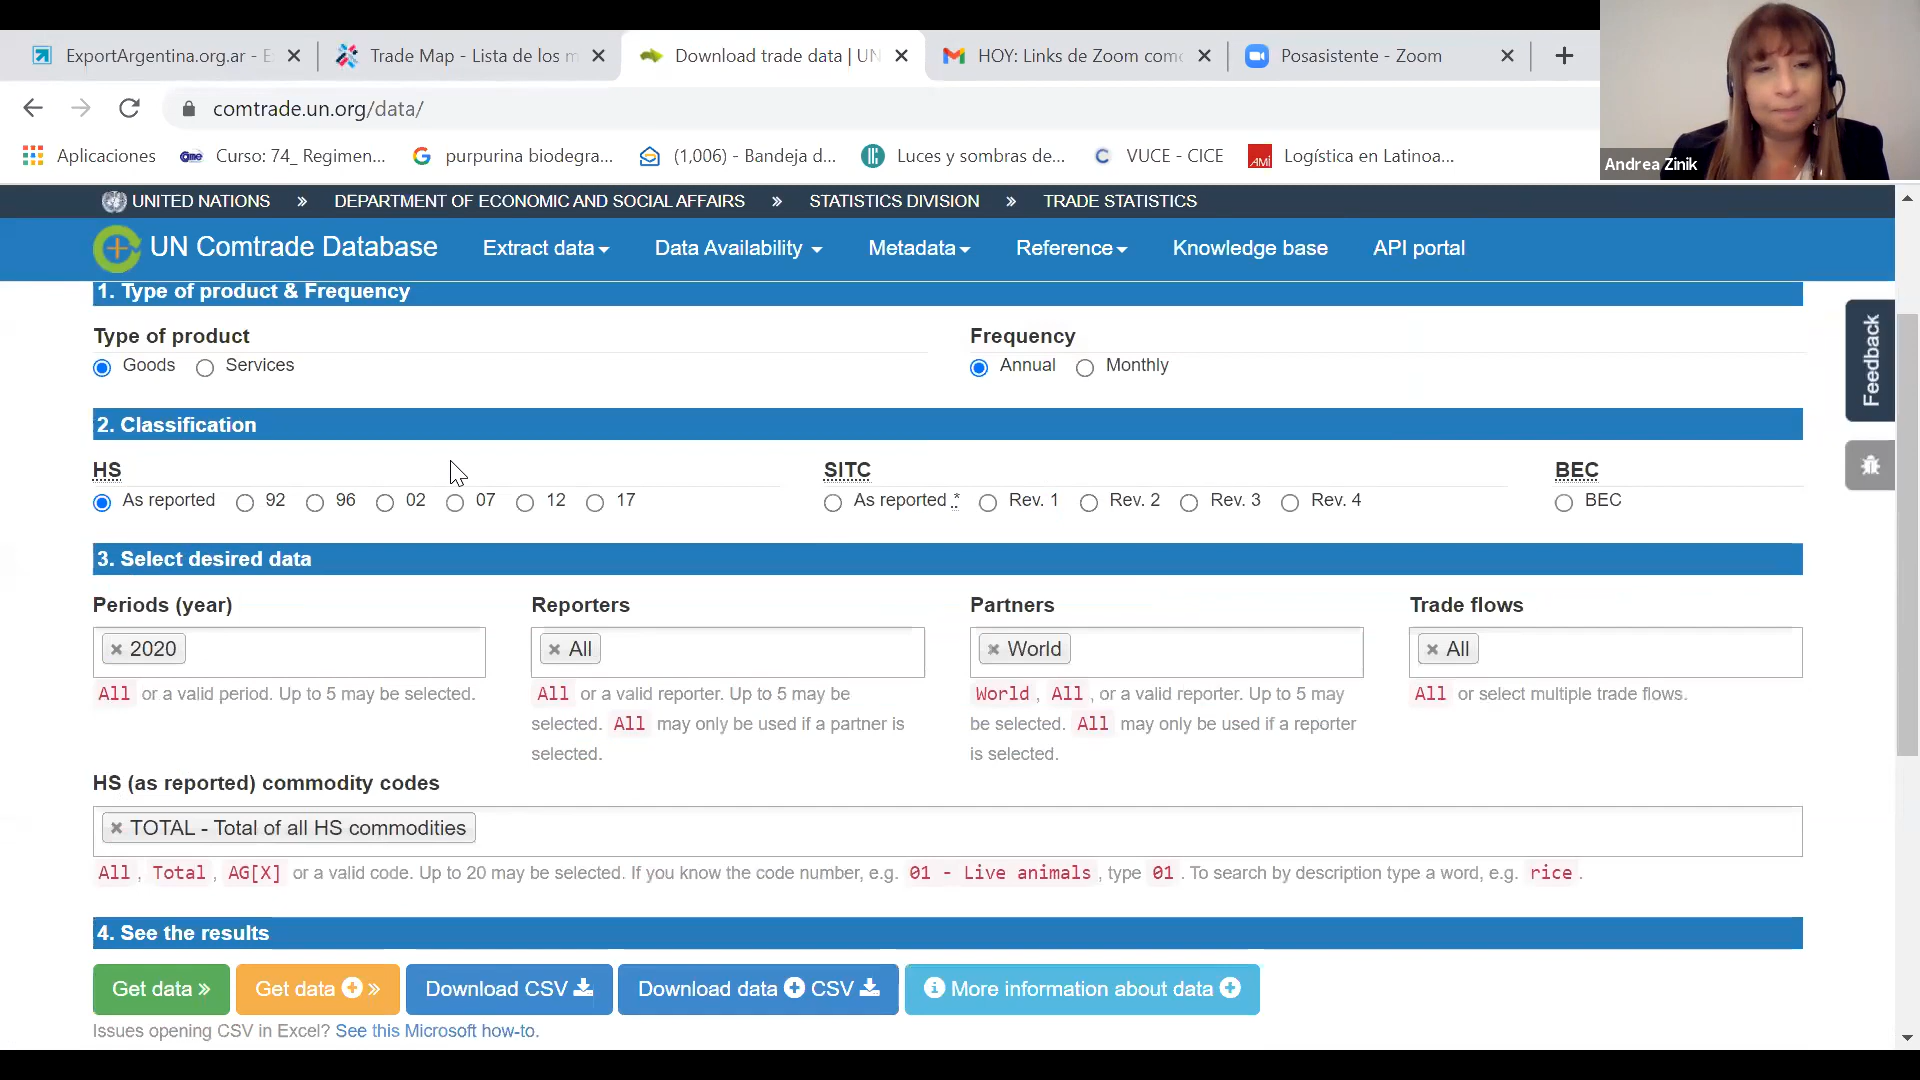 ExportArgentina.org.ar - E
Trade Map - Lista de los m
Download trade data | UN
HOY: Links de Zoom como
Posasistente - Zoom
comtrade.un.org/data/
Aplicaciones
came
Curso: 74_ Regimen...
purpurina biodegra...
(1,006) - Bandeja d...
Luces y sombras de...
VUCE - CICE
Logística en Latinoa...
Andrea Zinik
UNITED NATIONS » DEPARTMENT OF ECONOMIC AND SOCIAL AFFAIRS » STATISTICS DIVISION » TRADE STATISTICS
UN Comtrade Database
Extract data
Data Availability
Metadata
Reference
Knowledge base
API portal
1. Type of product & Frequency
Type of product
Frequency
Goods Services
Annual Monthly
2. Classification
HS
SITC
BEC
As reported 92 96 02 07 12 17
As reported * Rev. 1 Rev. 2 Rev. 3 Rev. 4
BEC
3. Select desired data
Periods (year)
× 2020
All or a valid period. Up to 5 may be selected.
Reporters
× All
All or a valid reporter. Up to 5 may be
selected. All may only be used if a partner is
selected.
Partners
× World
World , All , or a valid reporter. Up to 5 may
be selected. All may only be used if a reporter
is selected.
Trade flows
× All
All or select multiple trade flows.
HS (as reported) commodity codes
× TOTAL - Total of all HS commodities
All , Total , AG[X] or a valid code. Up to 20 may be selected. If you know the code number, e.g. 01 - Live animals , type 01 . To search by description type a word, e.g. rice .
4. See the results
Get data »
Get data »
Download CSV
Download data CSV
More information about data
Issues opening CSV in Excel? See this Microsoft how-to.
Feedback